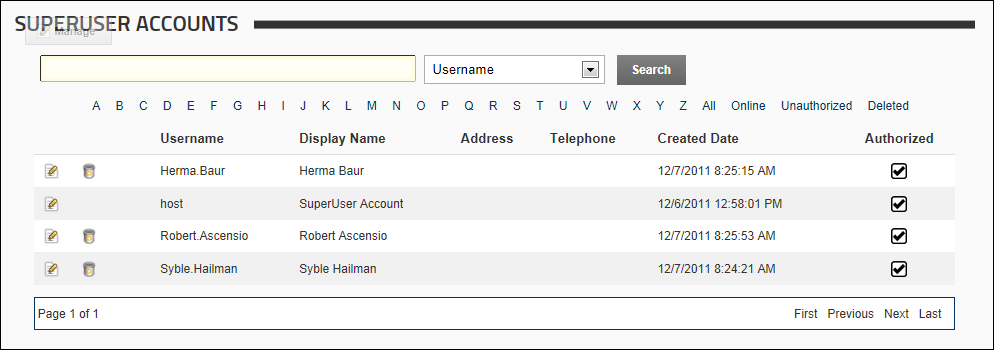 SUPERUSER ACCOUNTS
Manage
Username Search
A B C D E F G H I J K L M N O P Q R S T U V W X Y Z All Online Unauthorized Deleted
Username Display Name Address Telephone Created Date Authorized
Herma.Baur Herma Baur 12/7/2011 8:25:15 AM
host SuperUser Account 12/6/2011 12:58:01 PM
Robert.Ascensio Robert Ascensio 12/7/2011 8:25:53 AM
Syble.Hailman Syble Hailman 12/7/2011 8:24:21 AM
Page 1 of 1 First Previous Next Last